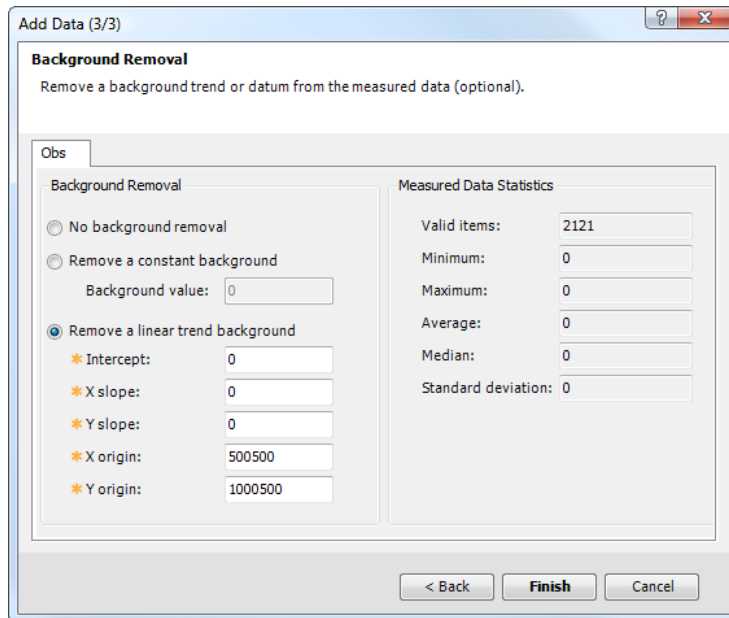 Add Data (3/3)
?
X
Background Removal
Remove a background trend or datum from the measured data (optional).
Obs
Background Removal
No background removal
Remove a constant background
Background value: 0
Remove a linear trend background
* Intercept: 0
* X slope: 0
* Y slope: 0
* X origin: 500500
* Y origin: 1000500
Measured Data Statistics
Valid items: 2121
Minimum: 0
Maximum: 0
Average: 0
Median: 0
Standard deviation: 0
< Back Finish Cancel